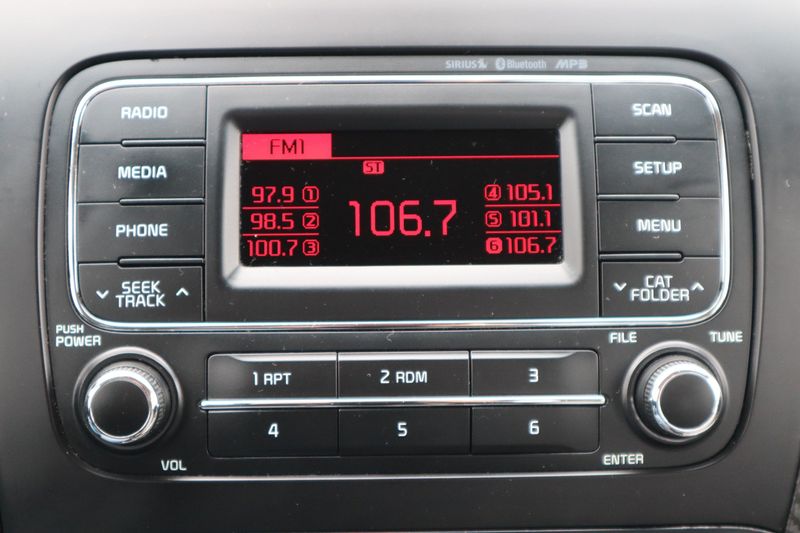 SIRIUS Bluetooth MP3
RADIO
MEDIA
PHONE
SEEK
TRACK
FM1
ST
97.9 1
98.5 2
100.7 3
106.7
4 105.1
5 101.1
6 106.7
SCAN
SETUP
MENU
CAT
FOLDER
PUSH
POWER
VOL
1 RPT
2 RDM
3
4
5
6
FILE
TUNE
ENTER